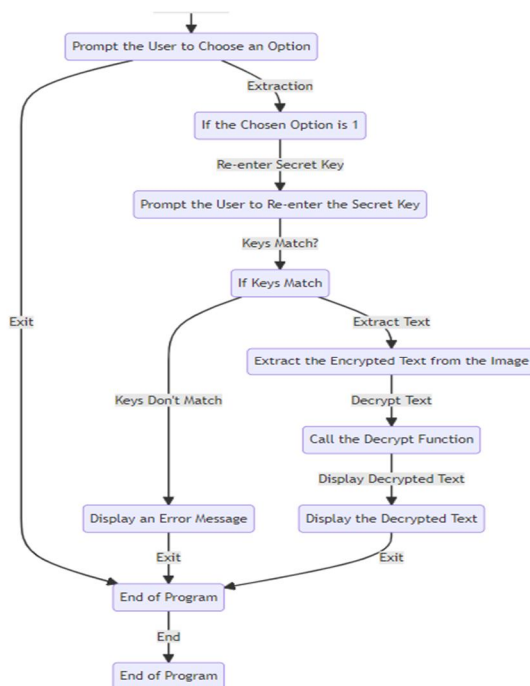 Prompt the User to Choose an Option
Extraction
If the Chosen Option is 1
Re-enter Secret Key
Prompt the User to Re-enter the Secret Key
Keys Match?
If Keys Match
Exit
Extract Text
Extract the Encrypted Text from the Image
Keys Don't Match
Decrypt Text
Call the Decrypt Function
Display Decrypted Text
Display an Error Message
Display the Decrypted Text
Exit
Exit
End of Program
End
End of Program